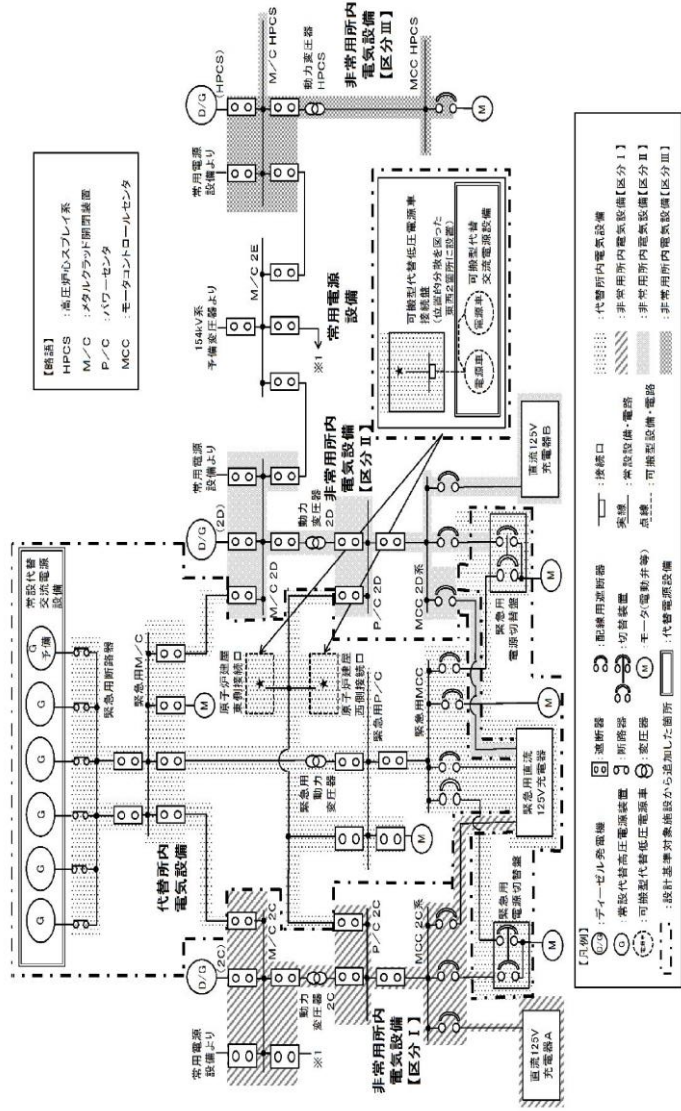 【略語】
HPCS ：高圧炉心スプレイ系
M／C ：メタルクラッド開閉装置
P／C ：パワーセンタ
MCC ：モータコントロールセンタ
常設代替
交流電源
設備
G
G
G
G
G
G
予備
緊急用断路器
緊急用M／C
代替所内
電気設備
M
常用電源
設備より
D/G
(2C)
M／C 2C
※1
動力
変圧器
2C
非常用所内
電気設備
【区分Ⅰ】
P／C 2C
MCC 2C系
直流125V
充電器A
緊急用
電源切替盤
M
緊急用
動力
変圧器
緊急用P／C
M
緊急用MCC
M
緊急用直流
125V充電器
原子炉建屋
東側接続口
★
原子炉建屋
西側接続口
★
D/G
(2D)
常用電源
設備より
M／C 2D
動力
変圧器
2D
非常用所内
電気設備
【区分Ⅱ】
P／C 2D
MCC 2D系
緊急用
電源切替盤
M
直流125V
充電器B
154kV系
予備変圧器より
M／C 2E
※1
常用電源
設備
常用電源
設備より
D/G
(HPCS)
M／C HPCS
動力変圧器
HPCS
非常用所内
電気設備
【区分Ⅲ】
MCC HPCS
M
可搬型代替低圧電源車
接続盤
(位置的分散を図った
東西2箇所に設置)
★
可搬型代替
交流電源設備
電源車
電源車
【凡例】
D/G ：ディーゼル発電機
G ：常設代替高圧電源装置
電源車 ：可搬型代替低圧電源車
：設計基準対象施設から追加した箇所
：遮断器
：断路器
：変圧器
：代替電源設備
：配線用遮断器
：切替装置
M ：モータ(電動弁等)
：接続口
実線 ：常設設備・電路
点線 ：可搬型設備・電路
：代替所内電気設備
：非常用所内電気設備【区分Ⅰ】
：非常用所内電気設備【区分Ⅱ】
：非常用所内電気設備【区分Ⅲ】